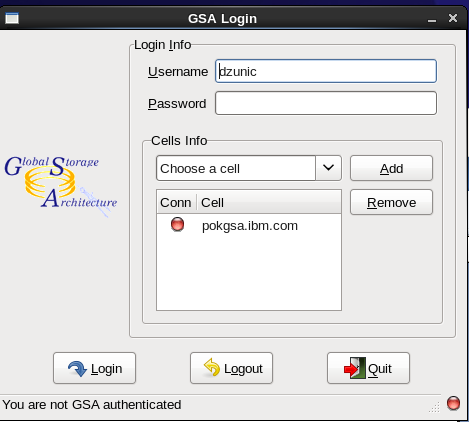 GSA Login
Login Info
Username dzunic
Password
Global Storage
Architecture
Cells Info
Choose a cell Add
Conn Cell Remove
pokgsa.ibm.com
Login Logout Quit
You are not GSA authenticated